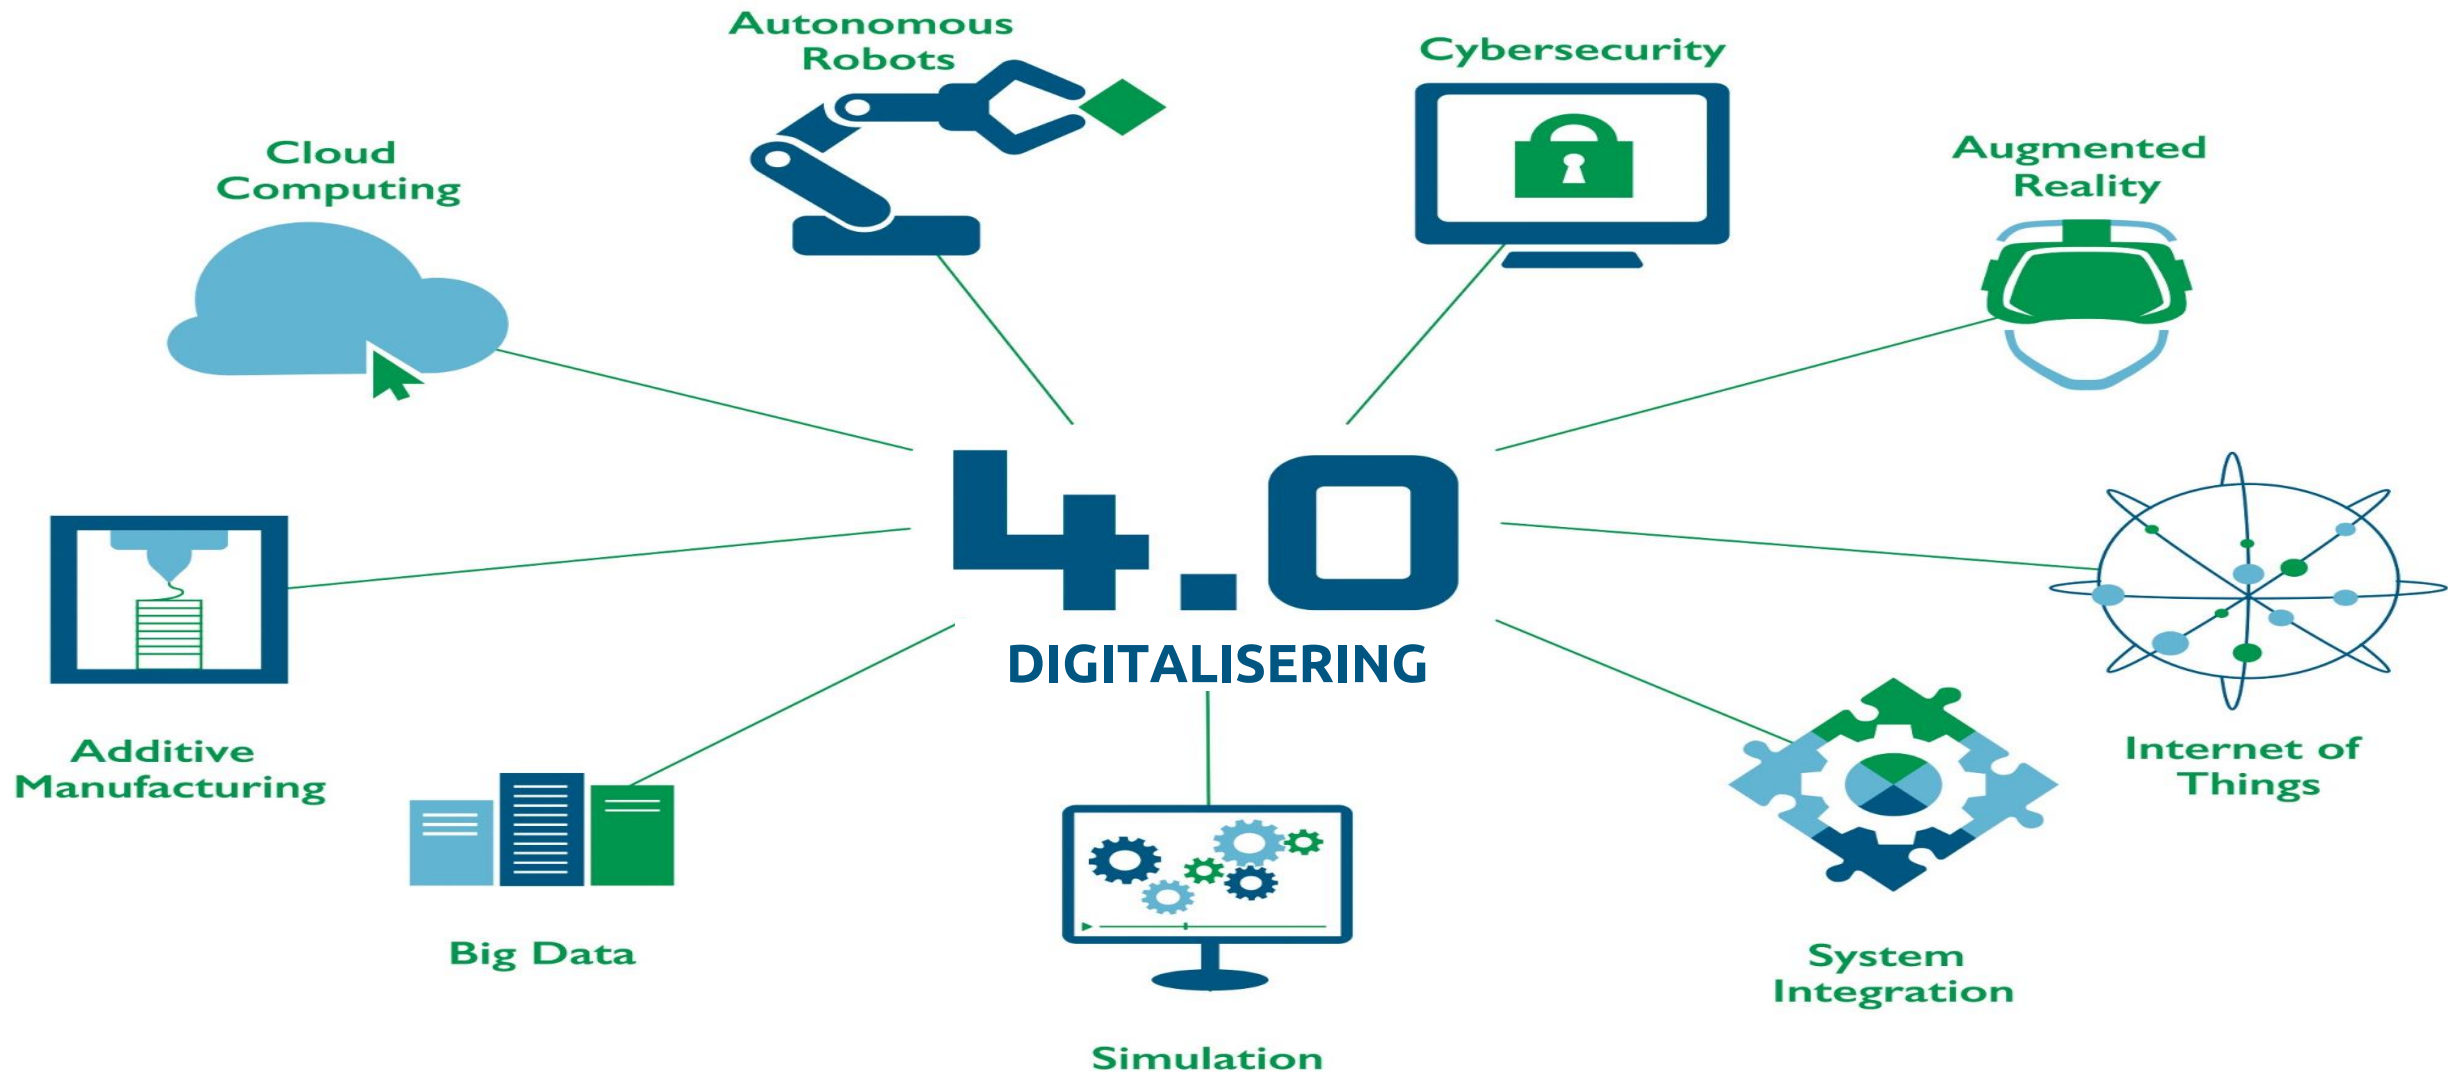 Autonomous
Robots
Cybersecurity
Cloud
Computing
Augmented
Reality
4.0
DIGITALISERING
Additive
Manufacturing
Internet of
Things
Big Data
System
Integration
Simulation